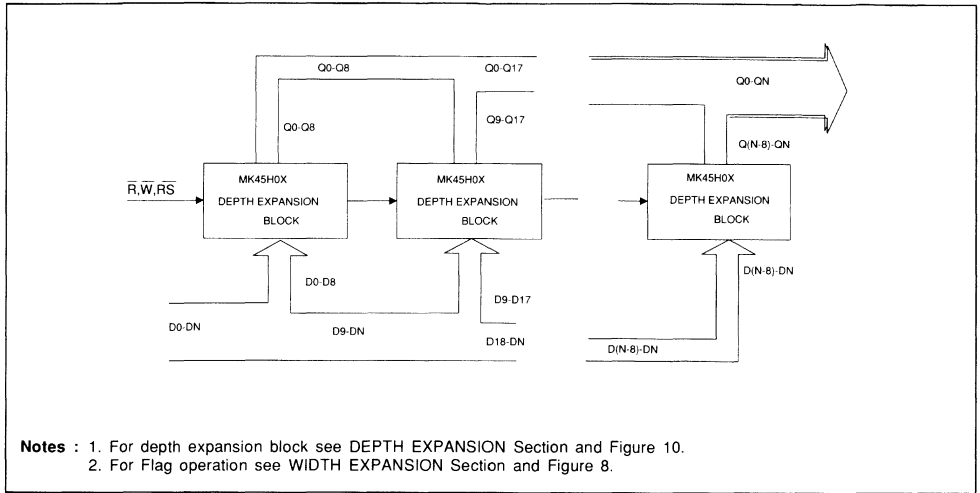 Q0-Q8
Q0-Q17
Q0-QN
Q0-Q8
Q9-Q17
Q(N-8)-QN
R,W,RS
MK45H0X
DEPTH EXPANSION
BLOCK
MK45H0X
DEPTH EXPANSION
BLOCK
MK45H0X
DEPTH EXPANSION
BLOCK
D0-D8
D9-D17
D(N-8)-DN
D0-DN
D9-DN
D18-DN
D(N-8)-DN
Notes : 1. For depth expansion block see DEPTH EXPANSION Section and Figure 10.
2. For Flag operation see WIDTH EXPANSION Section and Figure 8.